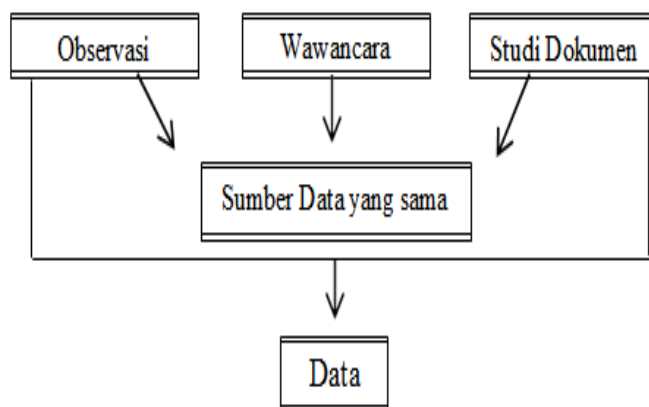 Observasi
Wawancara
Studi Dokumen
Sumber Data yang sama
Data